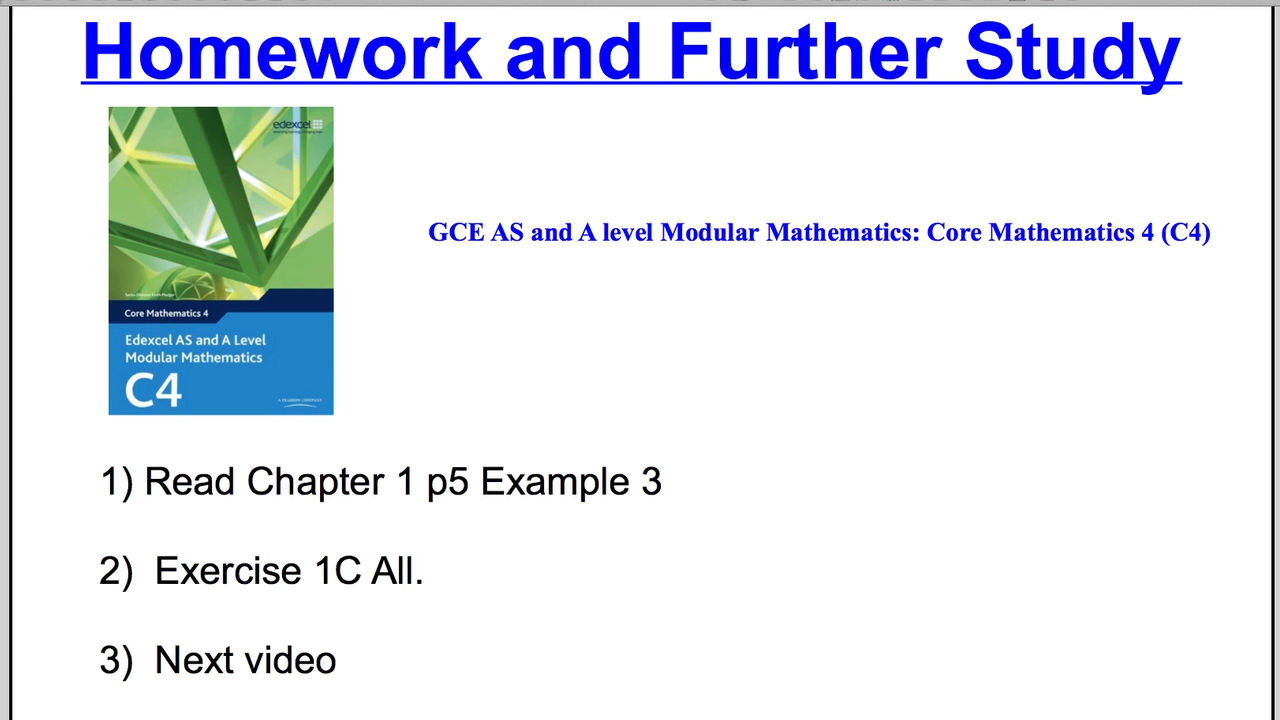 Homework and Further Study
edexcel
GCE AS and A level Modular Mathematics: Core Mathematics 4 (C4)
Core Mathematics 4
Edexcel AS and A Level
Modular Mathematics
C4
A PEARSON COMPANY
1) Read Chapter 1 p5 Example 3
2) Exercise 1C All.
3) Next video